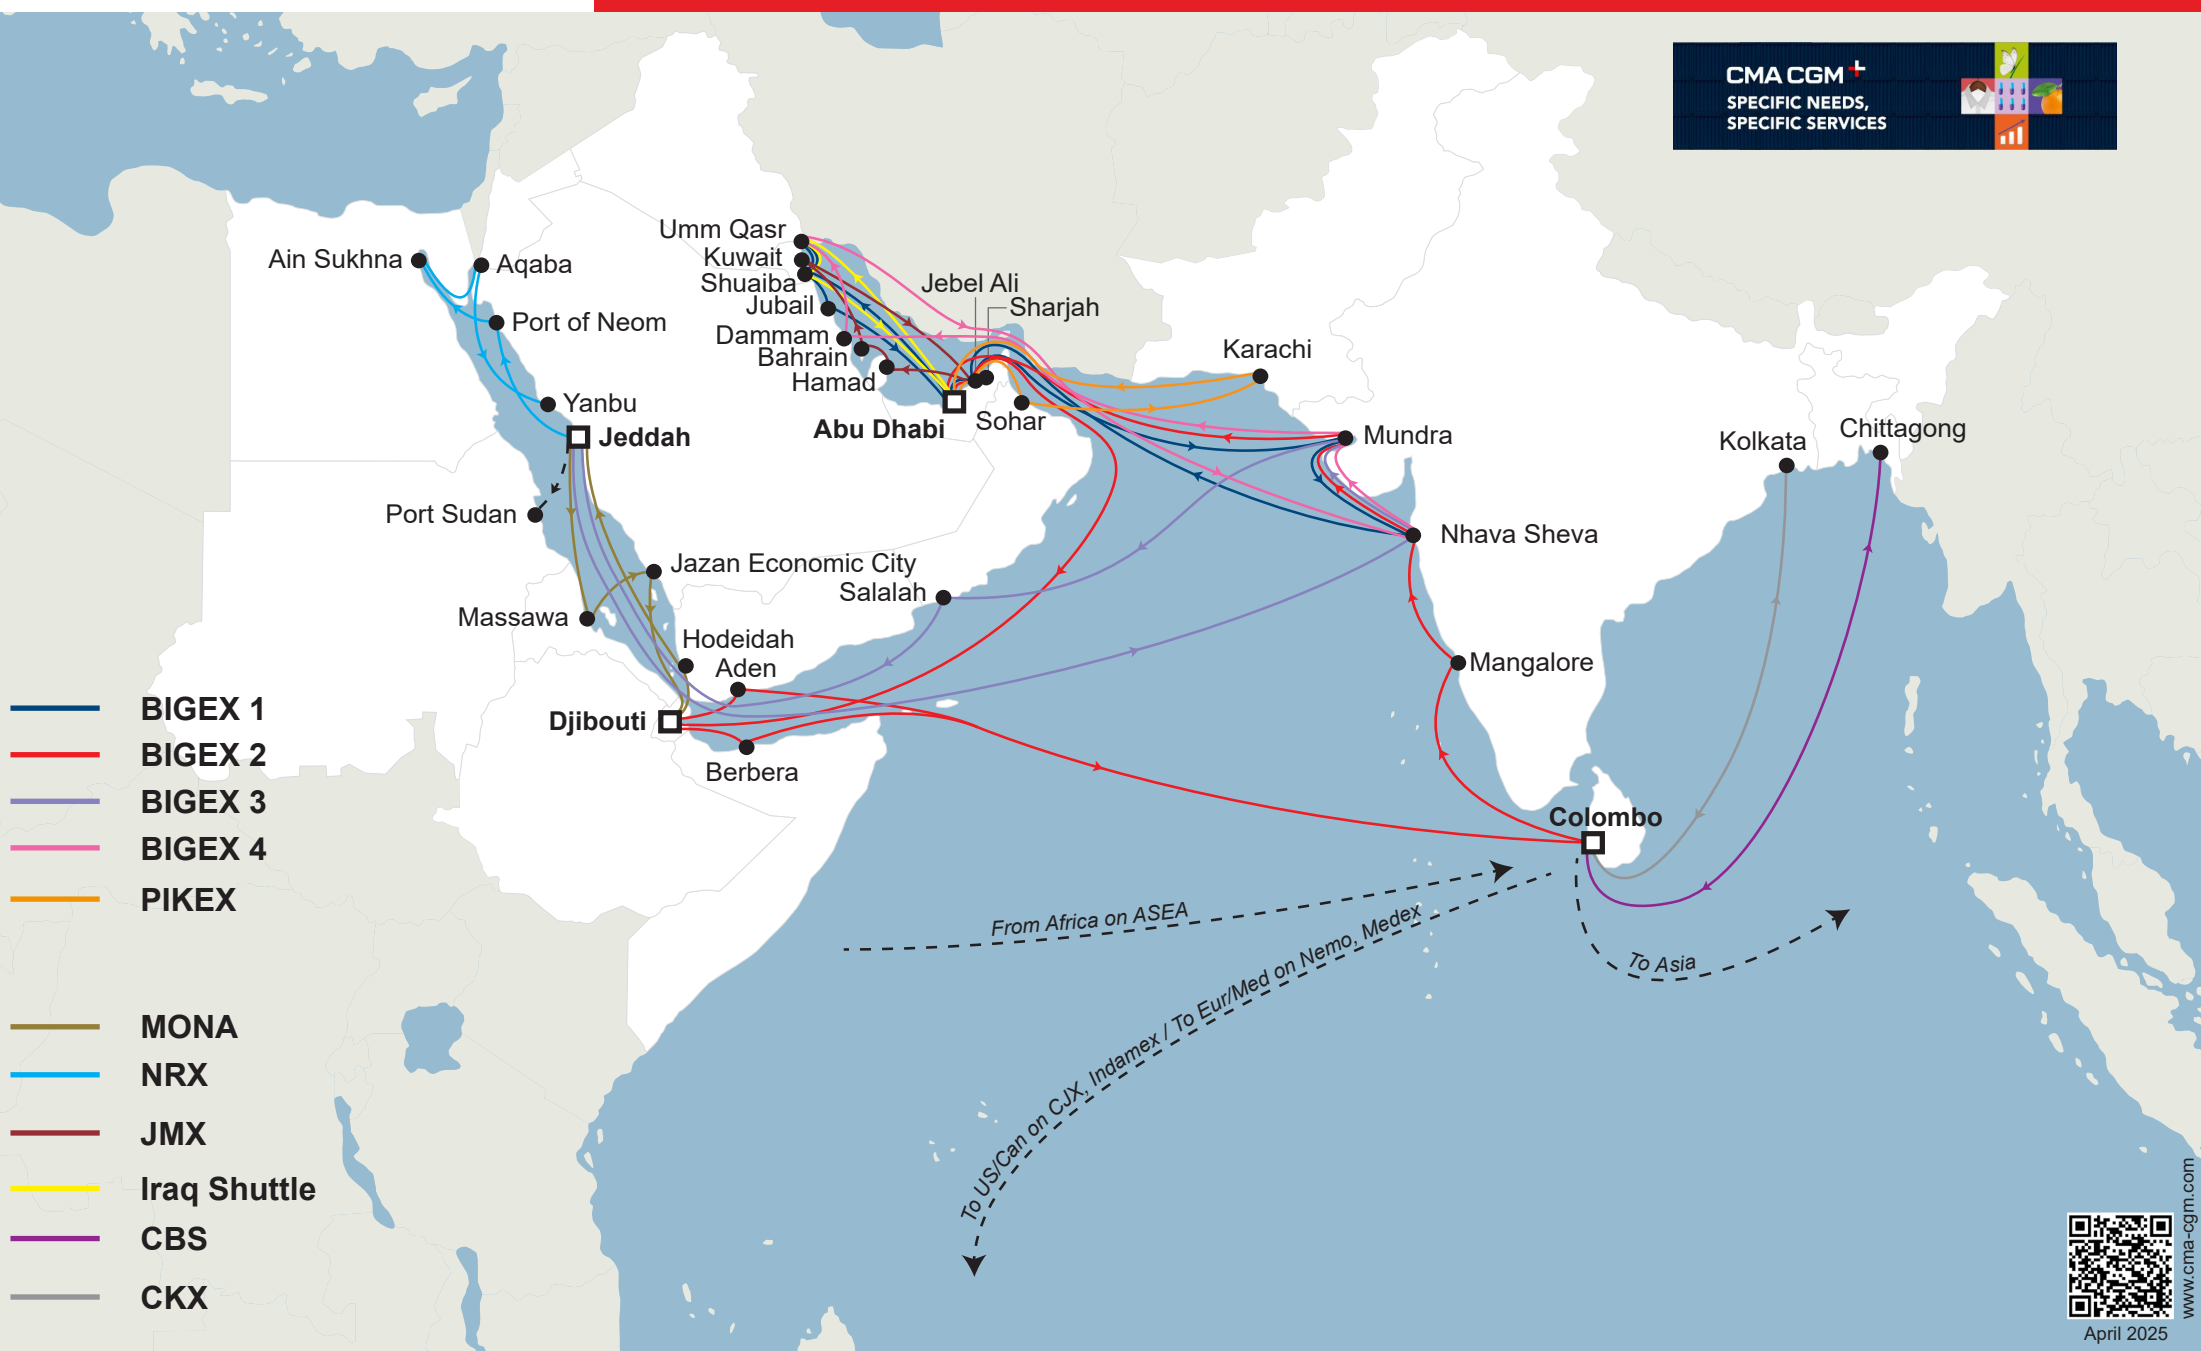 CMA CGM
SPECIFIC NEEDS,
SPECIFIC SERVICES
Umm Qasr
Kuwait
Shuaiba
Jubail
Dammam
Bahrain
Hamad
Abu Dhabi
Jebel Ali
Sharjah
Sohar
Karachi
Mundra
Nhava Sheva
Mangalore
Kolkata
Chittagong
Colombo
Ain Sukhna
Aqaba
Port of Neom
Yanbu
Jeddah
Port Sudan
Jazan Economic City
Salalah
Massawa
Hodeidah
Aden
Djibouti
Berbera
From Africa on ASEA
To US/Can on CJX, Indamex / To Eur/Med on Nemo, Medex
To Asia
BIGEX 1
BIGEX 2
BIGEX 3
BIGEX 4
PIKEX
MONA
NRX
JMX
Iraq Shuttle
CBS
CKX
www.cma-cgm.com
April 2025